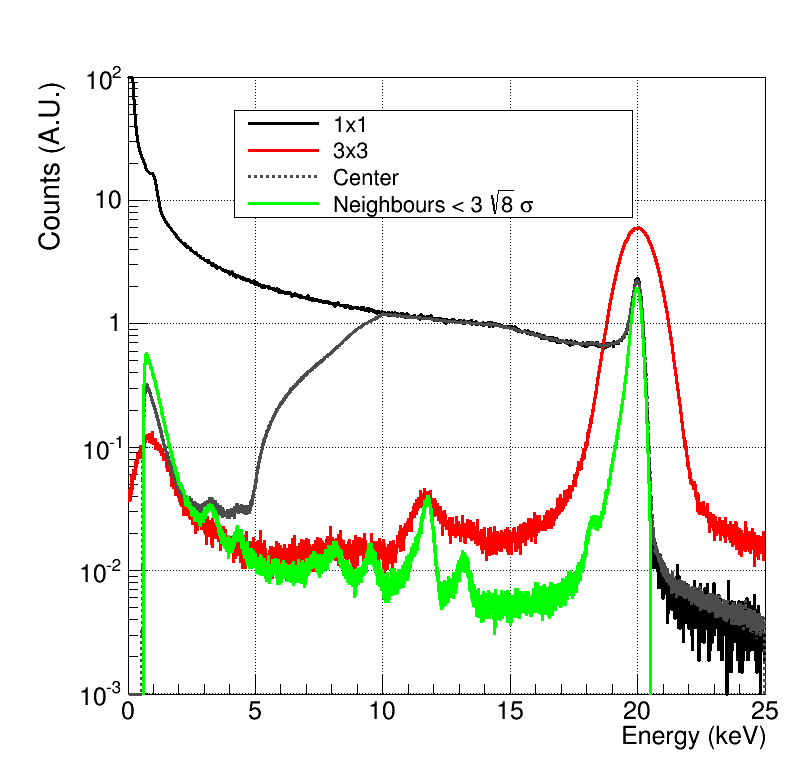 Counts (A.U.)
10²
10
1
10⁻¹
10⁻²
10⁻³
1x1
3x3
Center
Neighbours < 3 √8 σ
0 5 10 15 20 25
Energy (keV)